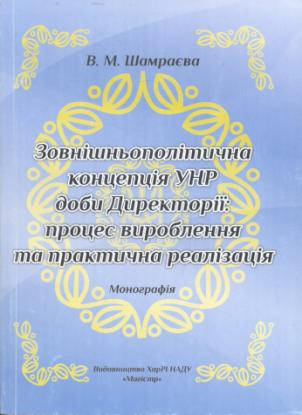 В. М. Шамраєва
Зовнішньополітична
концепція УНР
доби Директорії:
процес вироблення
та практична реалізація
Монографія
Видавництво ХарРІ НАДУ
«Магістр»